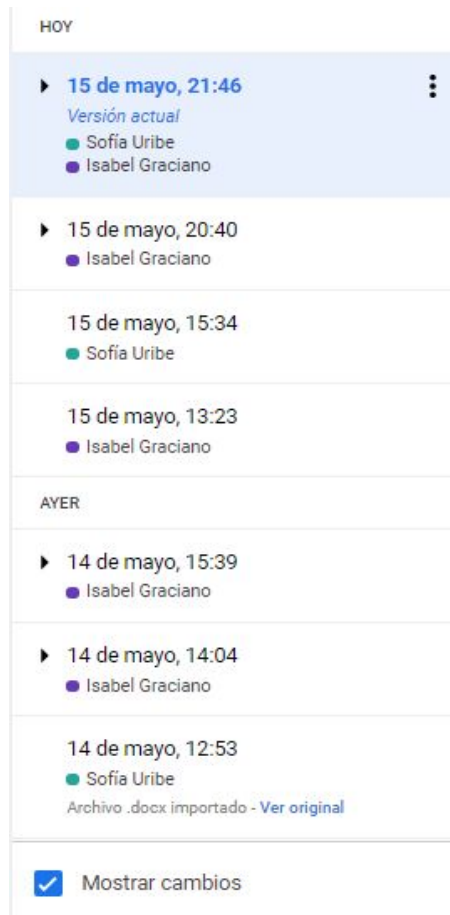 HOY
15 de mayo, 21:46
Versión actual
Sofía Uribe
Isabel Graciano
15 de mayo, 20:40
Isabel Graciano
15 de mayo, 15:34
Sofía Uribe
15 de mayo, 13:23
Isabel Graciano
AYER
14 de mayo, 15:39
Isabel Graciano
14 de mayo, 14:04
Isabel Graciano
14 de mayo, 12:53
Sofía Uribe
Archivo .docx importado - Ver original
Mostrar cambios